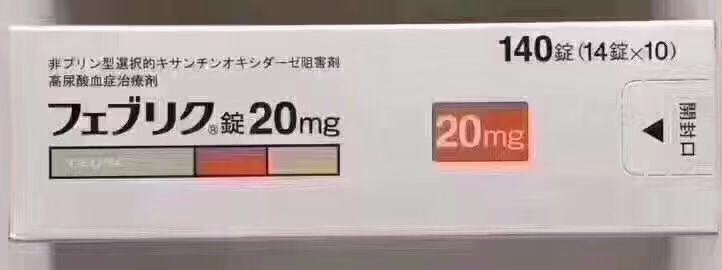 非プリン型選択的キサンチンオキシダーゼ阻害剤
高尿酸血症治療剤
フェブリク®錠20mg
140錠(14錠×10)
20mg
開封口